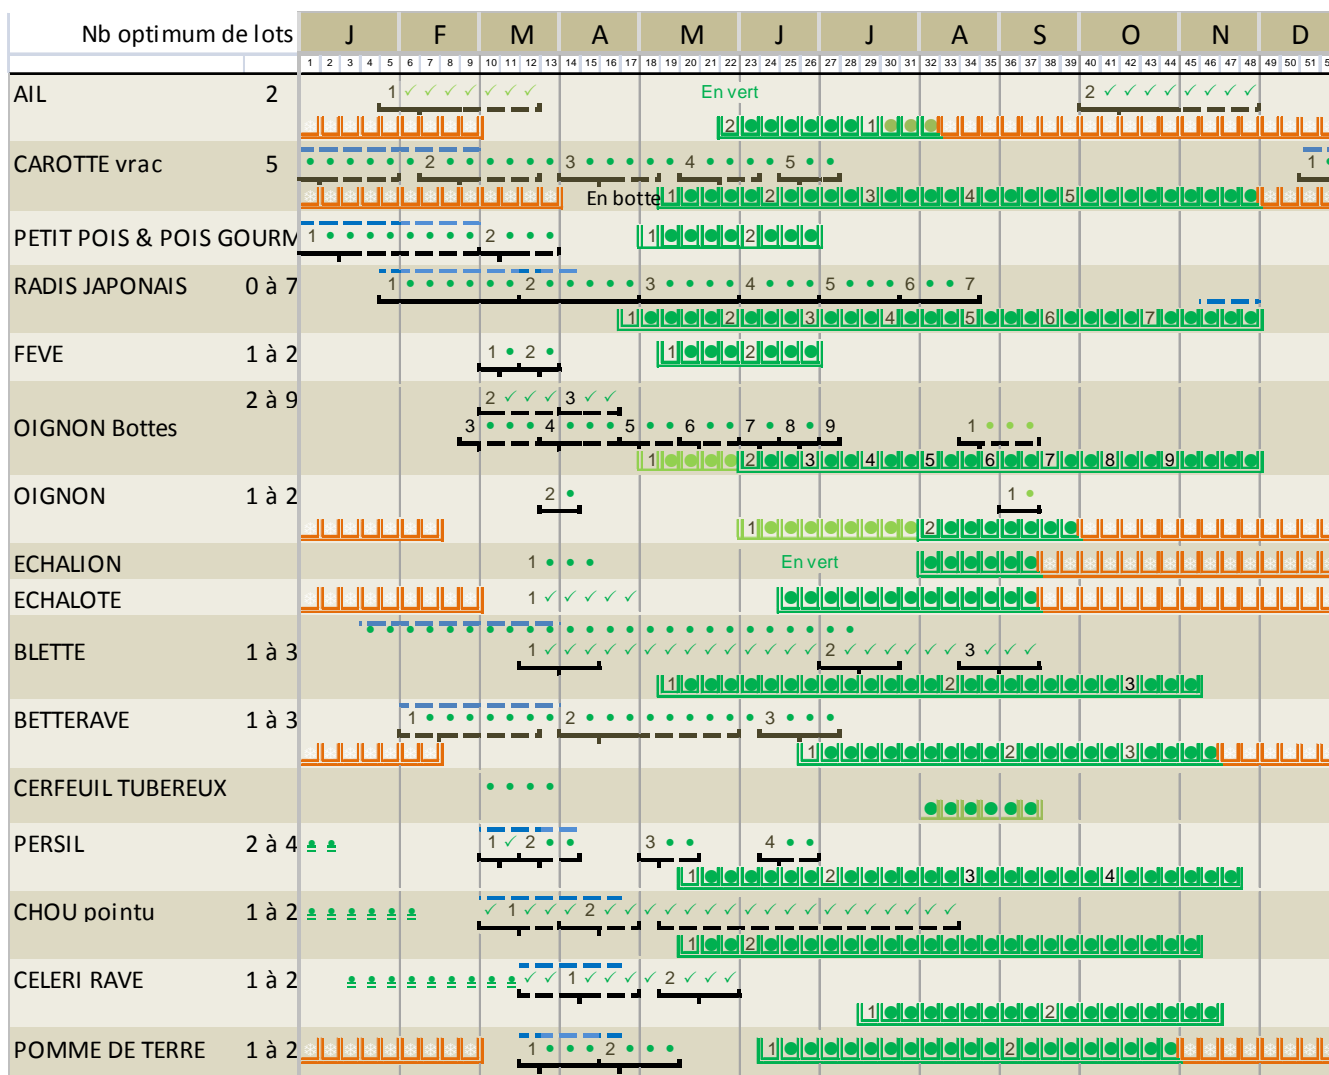 Nb optimum de lots J F M A M J J A S O N D
1 2 3 4 5 6 7 8 9 10 11 12 13 14 15 16 17 18 19 20 21 22 23 24 25 26 27 28 29 30 31 32 33 34 35 36 37 38 39 40 41 42 43 44 45 46 47 48 49 50 51
AIL 2 1 En vert 2
2 1
CAROTTE vrac 5 2 3 4 5 1
En botte 1 2 3 4 5
PETIT POIS & POIS GOURM 1 2 1 2
RADIS JAPONAIS 0 à 7 1 2 3 4 5 6 7
1 2 3 4 5 6 7
FEVE 1 à 2 1 2 1 2
2 à 9 2 3
OIGNON Bottes 3 4 5 6 7 8 9 1
1 2 3 4 5 6 7 8 9
OIGNON 1 à 2 2 1
1 2
ECHALION 1 En vert
ECHALOTE 1
BLETTE 1 à 3 1 2 3
1 2 3
BETTERAVE 1 à 3 1 2 3
1 2 3
CERFEUIL TUBEREUX
PERSIL 2 à 4 1 2 3 4
1 2 3 4
CHOU pointu 1 à 2 1 2
1 2
CELERI RAVE 1 à 2 1 2
1 2
POMME DE TERRE 1 à 2 1 2 1 2